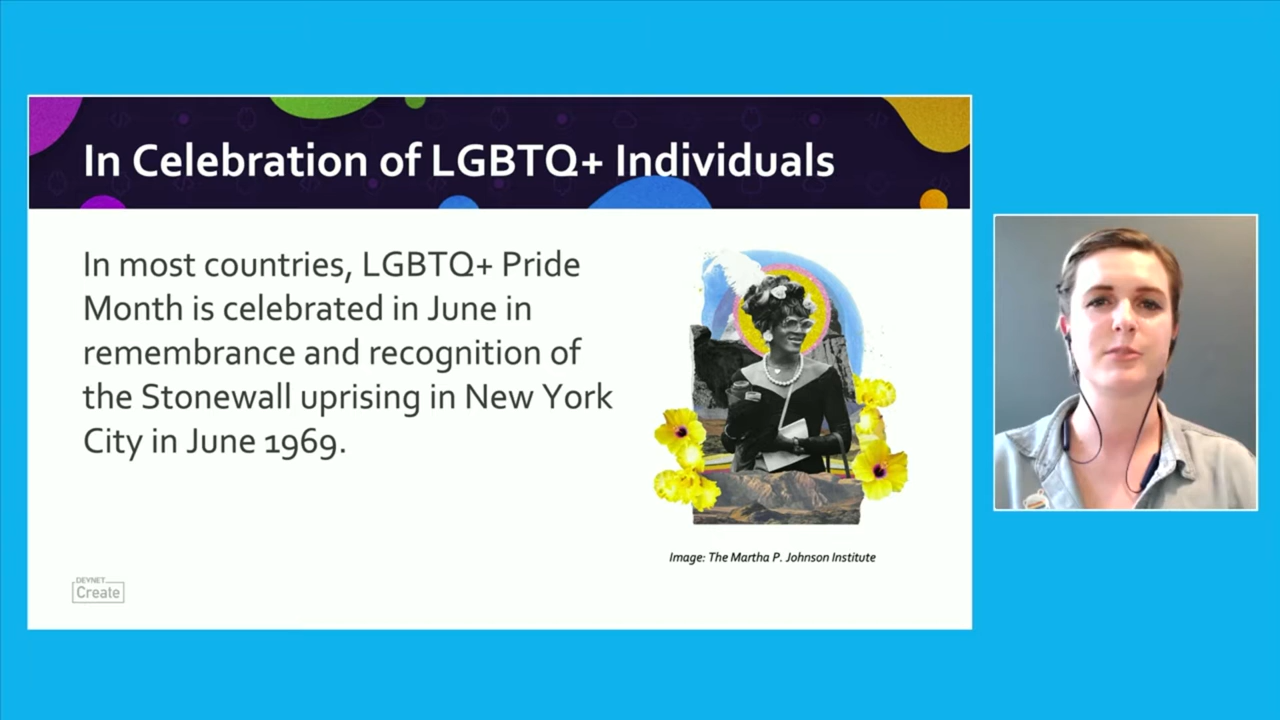 In Celebration of LGBTQ+ Individuals
In most countries, LGBTQ+ Pride
Month is celebrated in June in
remembrance and recognition of
the Stonewall uprising in New York
City in June 1969.
Image: The Martha P. Johnson Institute
DEVNET
Create